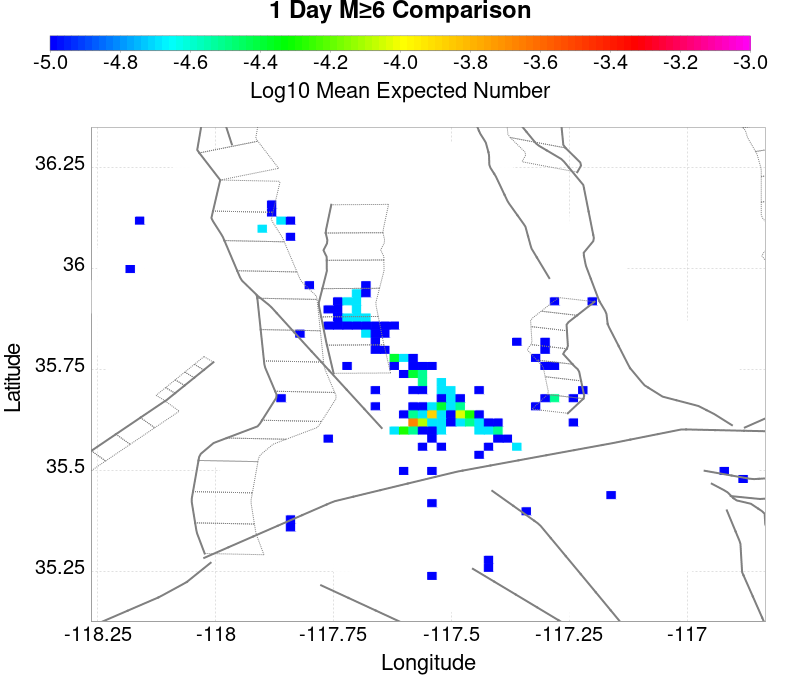 1 Day M≥6 Comparison
-5.0 -4.8 -4.6 -4.4 -4.2 -4.0 -3.8 -3.6 -3.4 -3.2 -3.0
Log10 Mean Expected Number
36.25
36
35.75
35.5
35.25
Latitude
-118.25 -118 -117.75 -117.5 -117.25 -117
Longitude